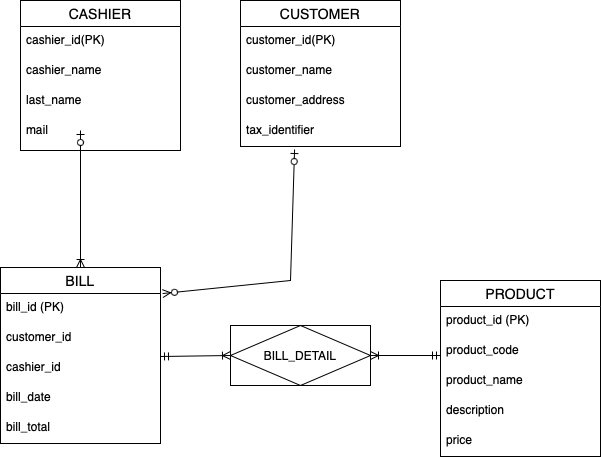 CASHIER
cashier_id(PK)
cashier_name
last_name
mail
CUSTOMER
customer_id(PK)
customer_name
customer_address
tax_identifier
BILL
bill_id (PK)
customer_id
cashier_id
bill_date
bill_total
BILL_DETAIL
PRODUCT
product_id (PK)
product_code
product_name
description
price